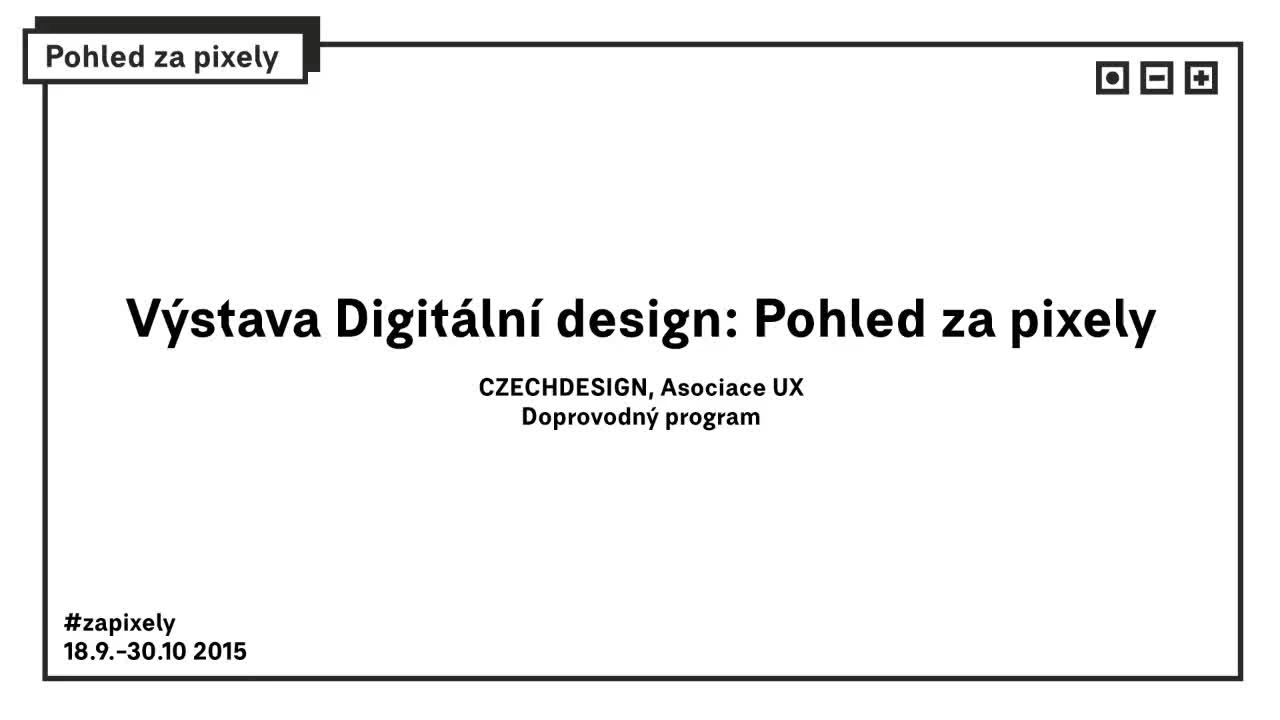 Pohled za pixely
Výstava Digitální design: Pohled za pixely
CZECHDESIGN, Asociace UX
Doprovodný program
#zapixely
18.9.-30.10 2015